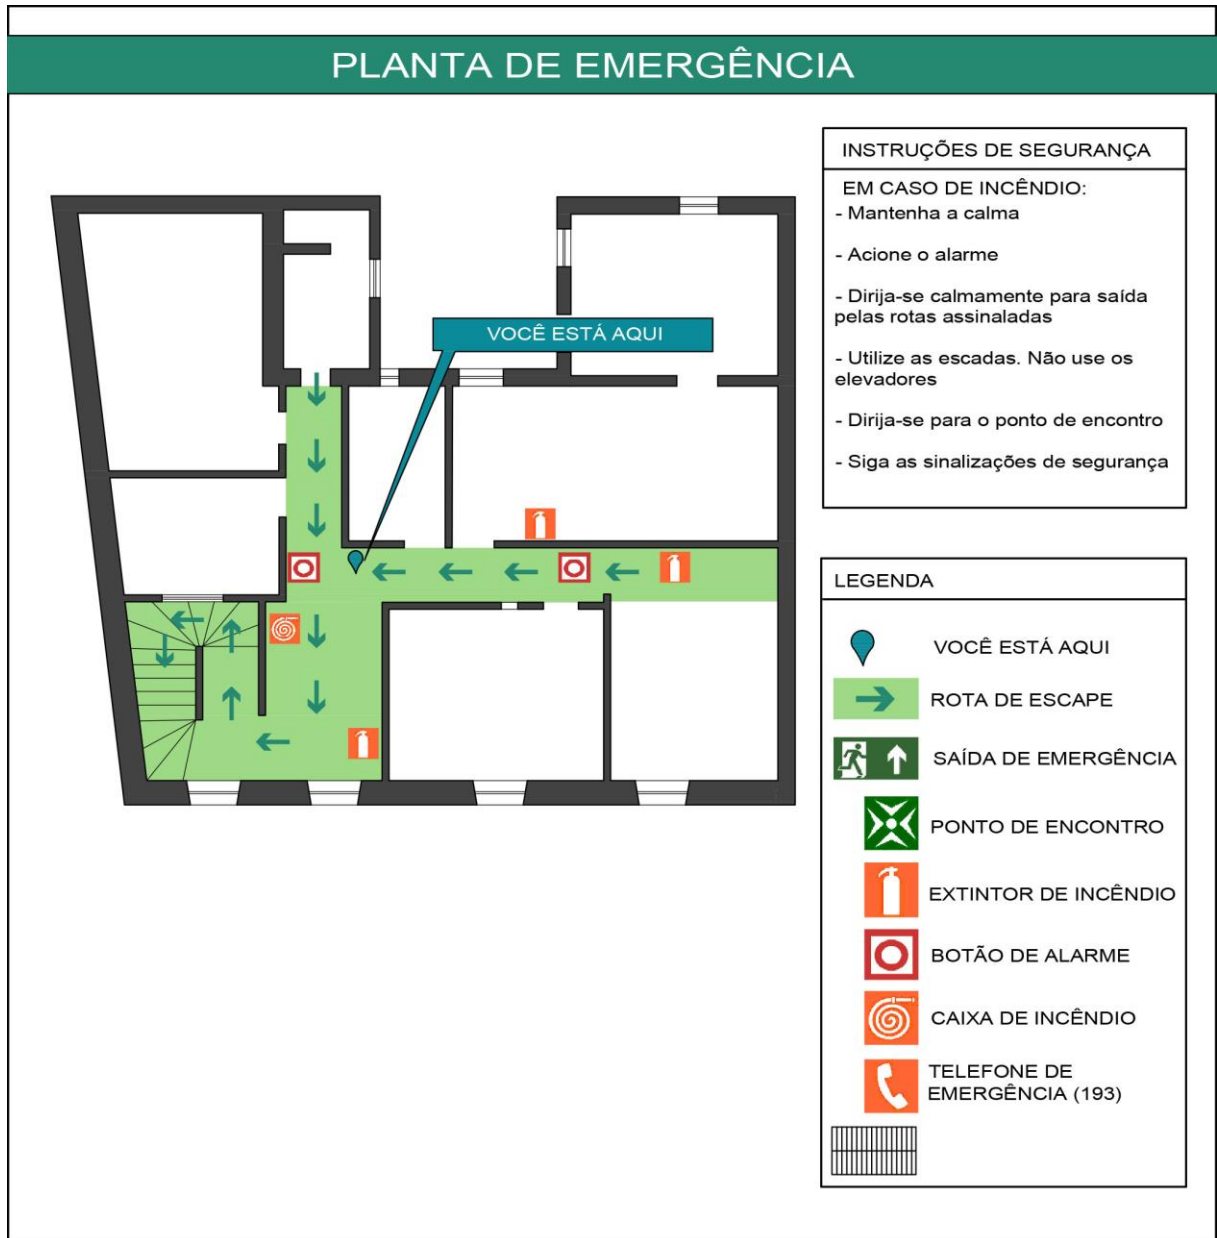 PLANTA DE EMERGÊNCIA
INSTRUÇÕES DE SEGURANÇA
EM CASO DE INCÊNDIO:
- Mantenha a calma
- Acione o alarme
- Dirija-se calmamente para saída
pelas rotas assinaladas
- Utilize as escadas. Não use os
elevadores
- Dirija-se para o ponto de encontro
- Siga as sinalizações de segurança
VOCÊ ESTÁ AQUI
LEGENDA
VOCÊ ESTÁ AQUI
ROTA DE ESCAPE
SAÍDA DE EMERGÊNCIA
PONTO DE ENCONTRO
EXTINTOR DE INCÊNDIO
BOTÃO DE ALARME
CAIXA DE INCÊNDIO
TELEFONE DE
EMERGÊNCIA (193)